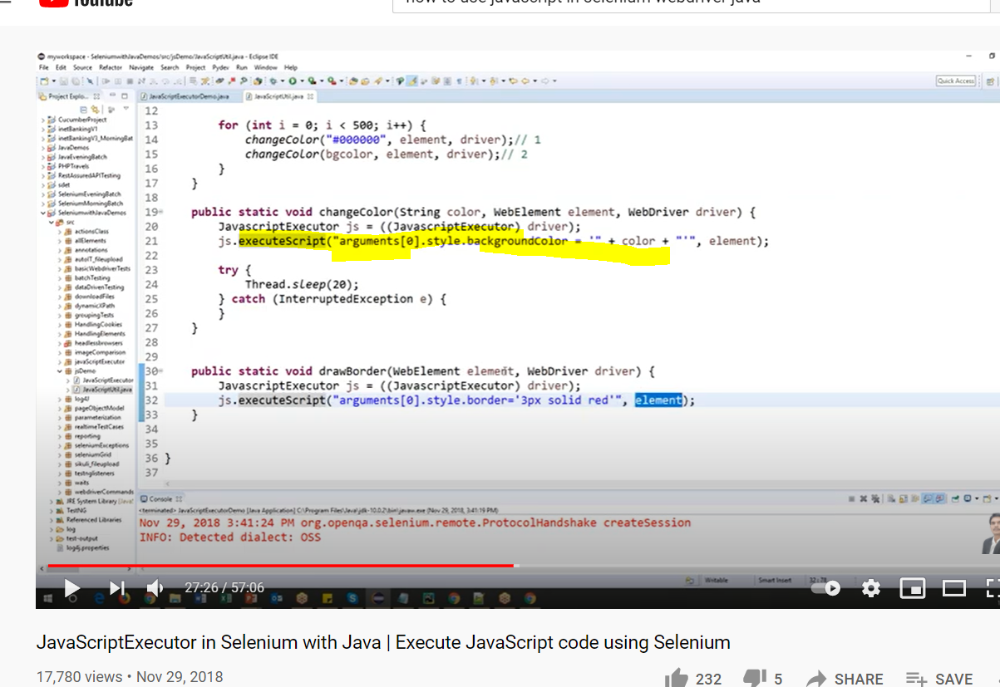 YouTube
how to use javascript in selenium webdriver java
myworkspace - SeleniumwithJavaDemos/src/jsDemo/JavaScriptUtil.java - Eclipse IDE
File Edit Source Refactor Navigate Search Project Pydev Run Window Help
Quick Access
Project Explo...
JavaScriptExecutorDemo.java
JavaScriptUtil.java
CucumberProject
inetBankingV1
inetBankingV1_MorningBat
JavaDemos
JavaEveningBatch
PHPTravels
RestAssuredAPITesting
sdet
SeleniumEveningBatch
SeleniumMorningBatch
SeleniumwithJavaDemos
src
actionsClass
allElements
annotations
autoIT_fileupload
basicWebdriverTests
batchTesting
dataDrivenTesting
downloadFiles
dynamicXPath
groupingTests
HandlingCookies
HandlingElements
headlessbrowsers
imageComparison
javaScriptExecutor
jsDemo
JavaScriptExecutor
JavaScriptUtil.java
log4J
pageObjectModel
parameterization
realtimeTestCases
reporting
seleniumExceptions
seleniumGrid
sikuli_fileupload
testnglisteners
waits
webdriverCommands
JRE System Library [Java
TestNG
Referenced Libraries
log
test-output
log4j.properties
12
13 for (int i = 0; i < 500; i++) {
14 changeColor("#000000", element, driver);// 1
15 changeColor(bgcolor, element, driver);// 2
16 }
17 }
18
19 public static void changeColor(String color, WebElement element, WebDriver driver) {
20 JavascriptExecutor js = ((JavascriptExecutor) driver);
21 js.executeScript("arguments[0].style.backgroundColor = '" + color + "'", element);
22
23 try {
24 Thread.sleep(20);
25 } catch (InterruptedException e) {
26 }
27 }
28
29
30 public static void drawBorder(WebElement element, WebDriver driver) {
31 JavascriptExecutor js = ((JavascriptExecutor) driver);
32 js.executeScript("arguments[0].style.border='3px solid red'", element);
33 }
34
35
36 }
37
Console
<terminated> JavaScriptExecutorDemo [Java Application] C:\Program Files\Java\jdk-10.0.2\bin\javaw.exe (Nov 29, 2018, 3:41:19 PM)
Nov 29, 2018 3:41:24 PM org.openqa.selenium.remote.ProtocolHandshake createSession
INFO: Detected dialect: OSS
Writable Smart Insert 32:78
27:26 / 57:06
JavaScriptExecutor in Selenium with Java | Execute JavaScript code using Selenium
17,780 views • Nov 29, 2018
232 5 SHARE SAVE